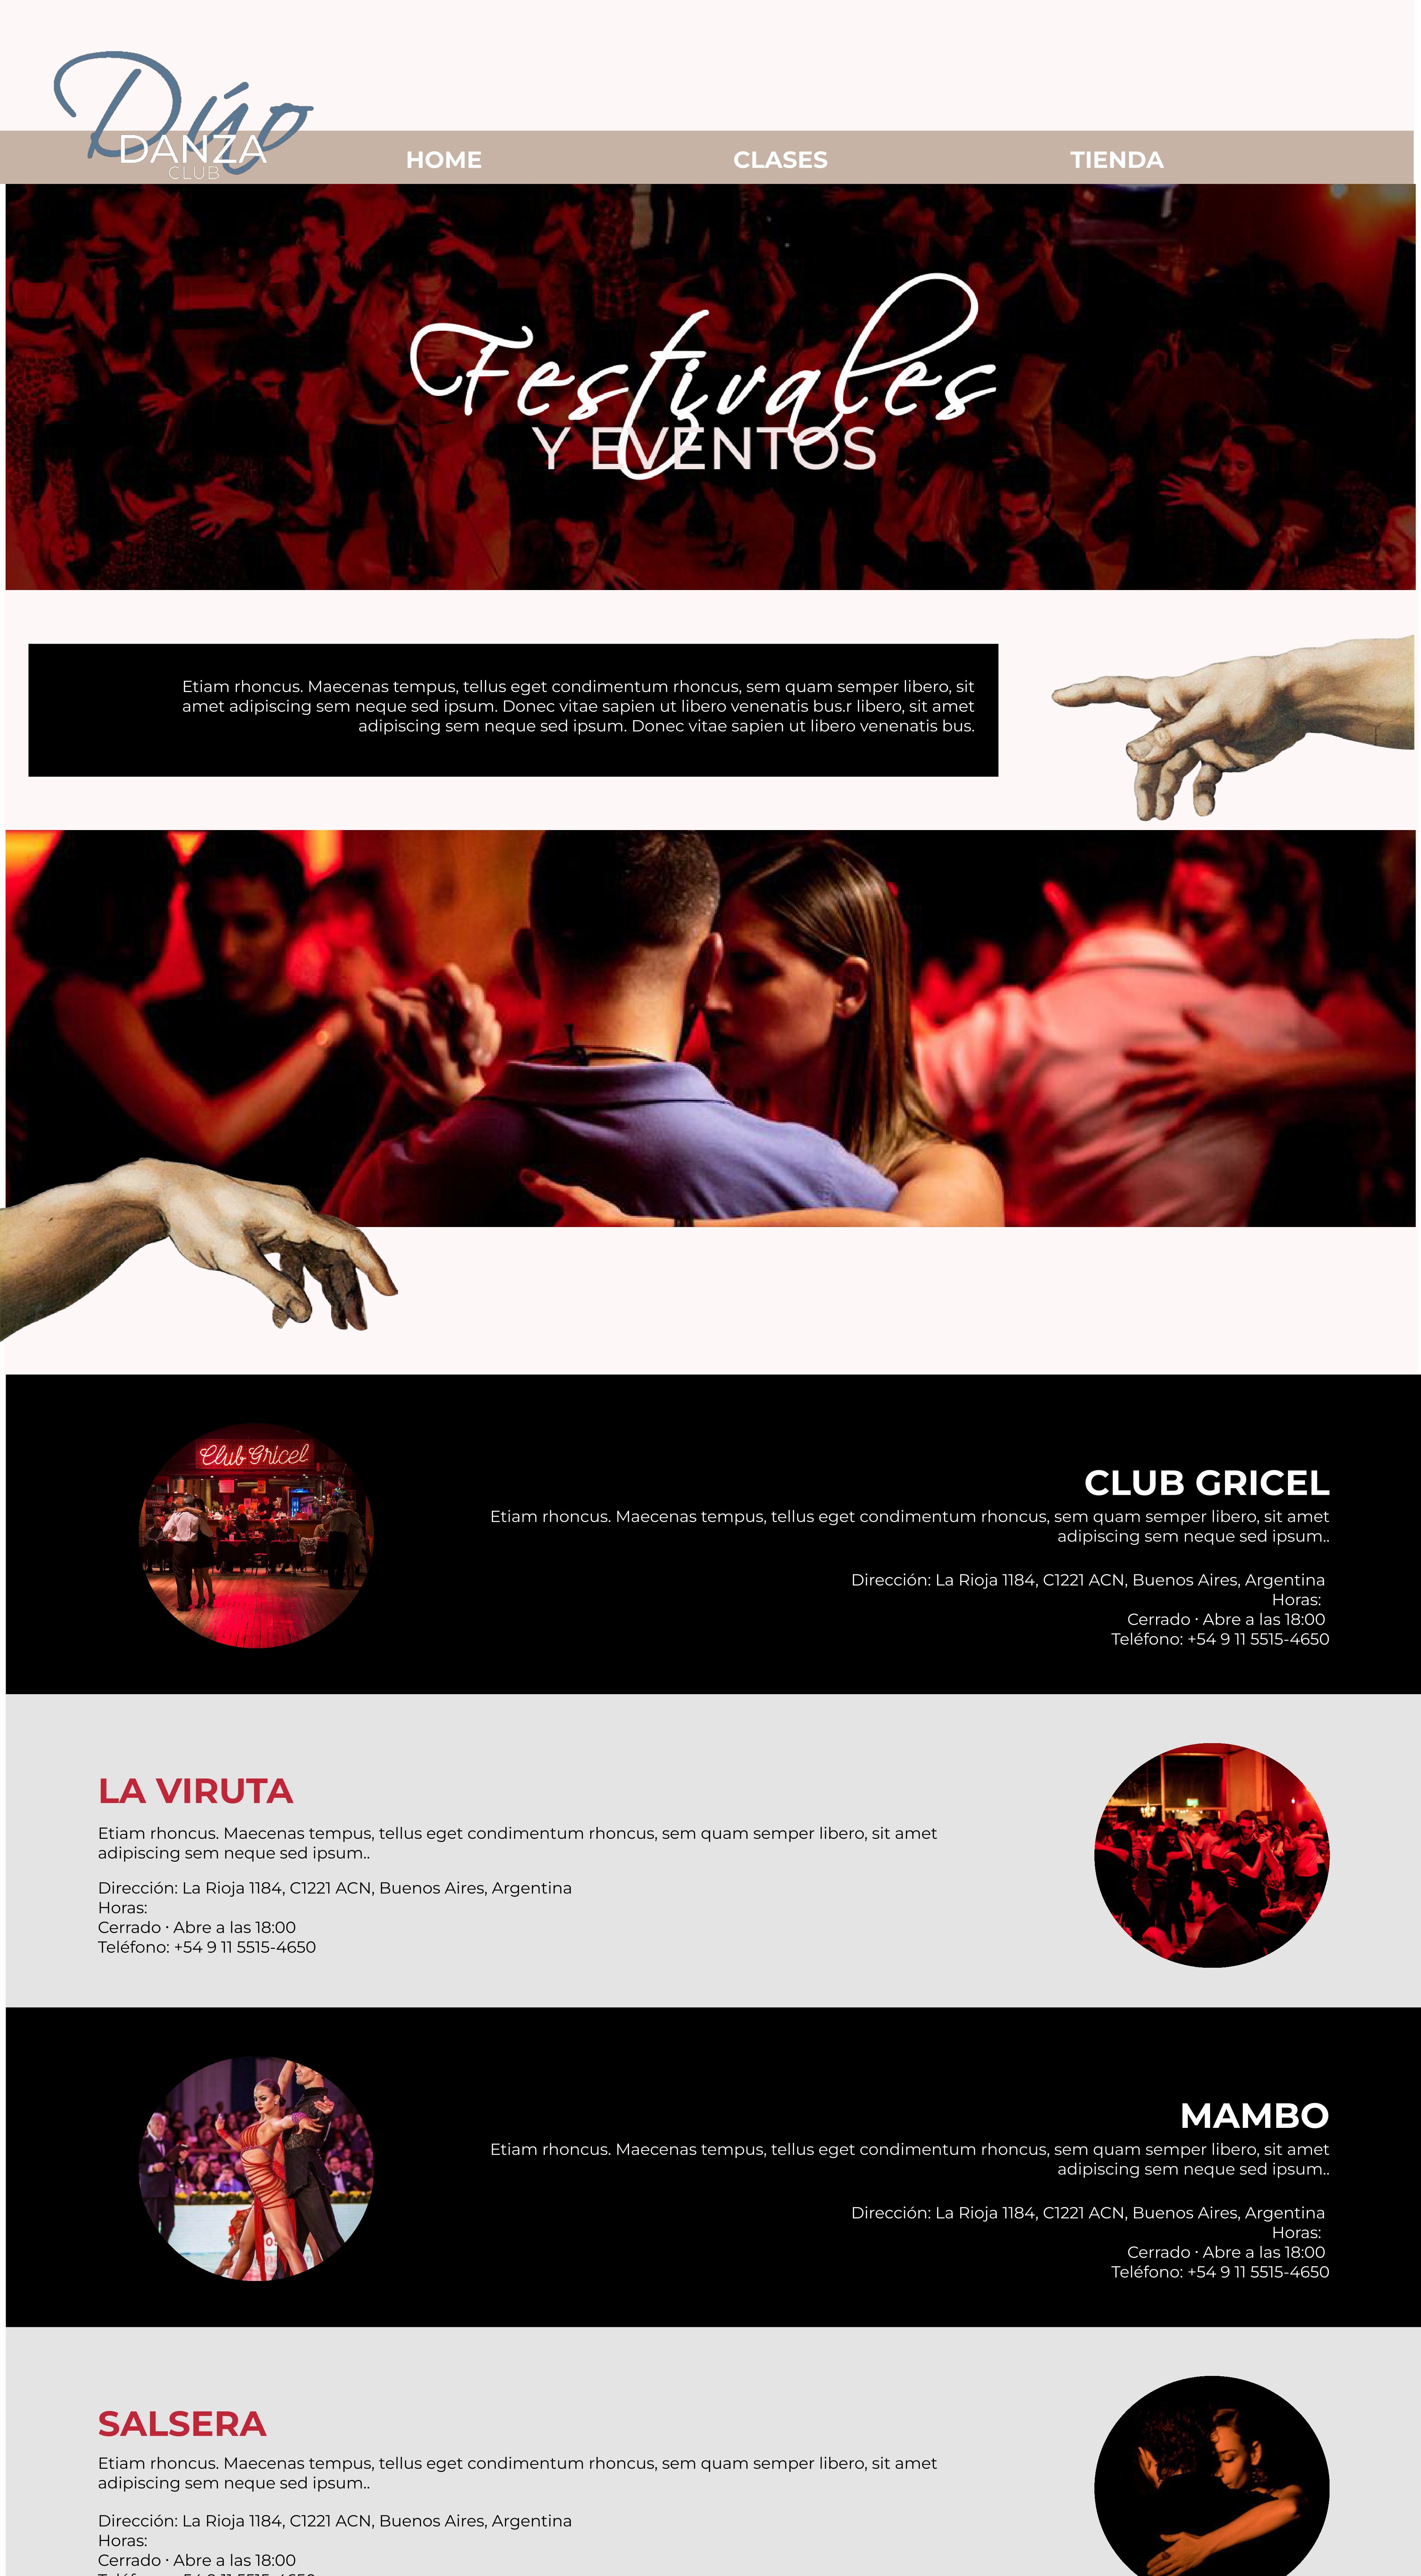 Dúo
DANZA
CLUB
HOME
CLASES
TIENDA
Festivales
Y EVENTOS
Etiam rhoncus. Maecenas tempus, tellus eget condimentum rhoncus, sem quam semper libero, sit
amet adipiscing sem neque sed ipsum. Donec vitae sapien ut libero venenatis bus.r libero, sit amet
adipiscing sem neque sed ipsum. Donec vitae sapien ut libero venenatis bus.
Club Gricel
CLUB GRICEL
Etiam rhoncus. Maecenas tempus, tellus eget condimentum rhoncus, sem quam semper libero, sit amet
adipiscing sem neque sed ipsum..
Dirección: La Rioja 1184, C1221 ACN, Buenos Aires, Argentina
Horas:
Cerrado · Abre a las 18:00
Teléfono: +54 9 11 5515-4650
LA VIRUTA
Etiam rhoncus. Maecenas tempus, tellus eget condimentum rhoncus, sem quam semper libero, sit amet
adipiscing sem neque sed ipsum..
Dirección: La Rioja 1184, C1221 ACN, Buenos Aires, Argentina
Horas:
Cerrado · Abre a las 18:00
Teléfono: +54 9 11 5515-4650
MAMBO
Etiam rhoncus. Maecenas tempus, tellus eget condimentum rhoncus, sem quam semper libero, sit amet
adipiscing sem neque sed ipsum..
Dirección: La Rioja 1184, C1221 ACN, Buenos Aires, Argentina
Horas:
Cerrado · Abre a las 18:00
Teléfono: +54 9 11 5515-4650
SALSERA
Etiam rhoncus. Maecenas tempus, tellus eget condimentum rhoncus, sem quam semper libero, sit amet
adipiscing sem neque sed ipsum..
Dirección: La Rioja 1184, C1221 ACN, Buenos Aires, Argentina
Horas:
Cerrado · Abre a las 18:00